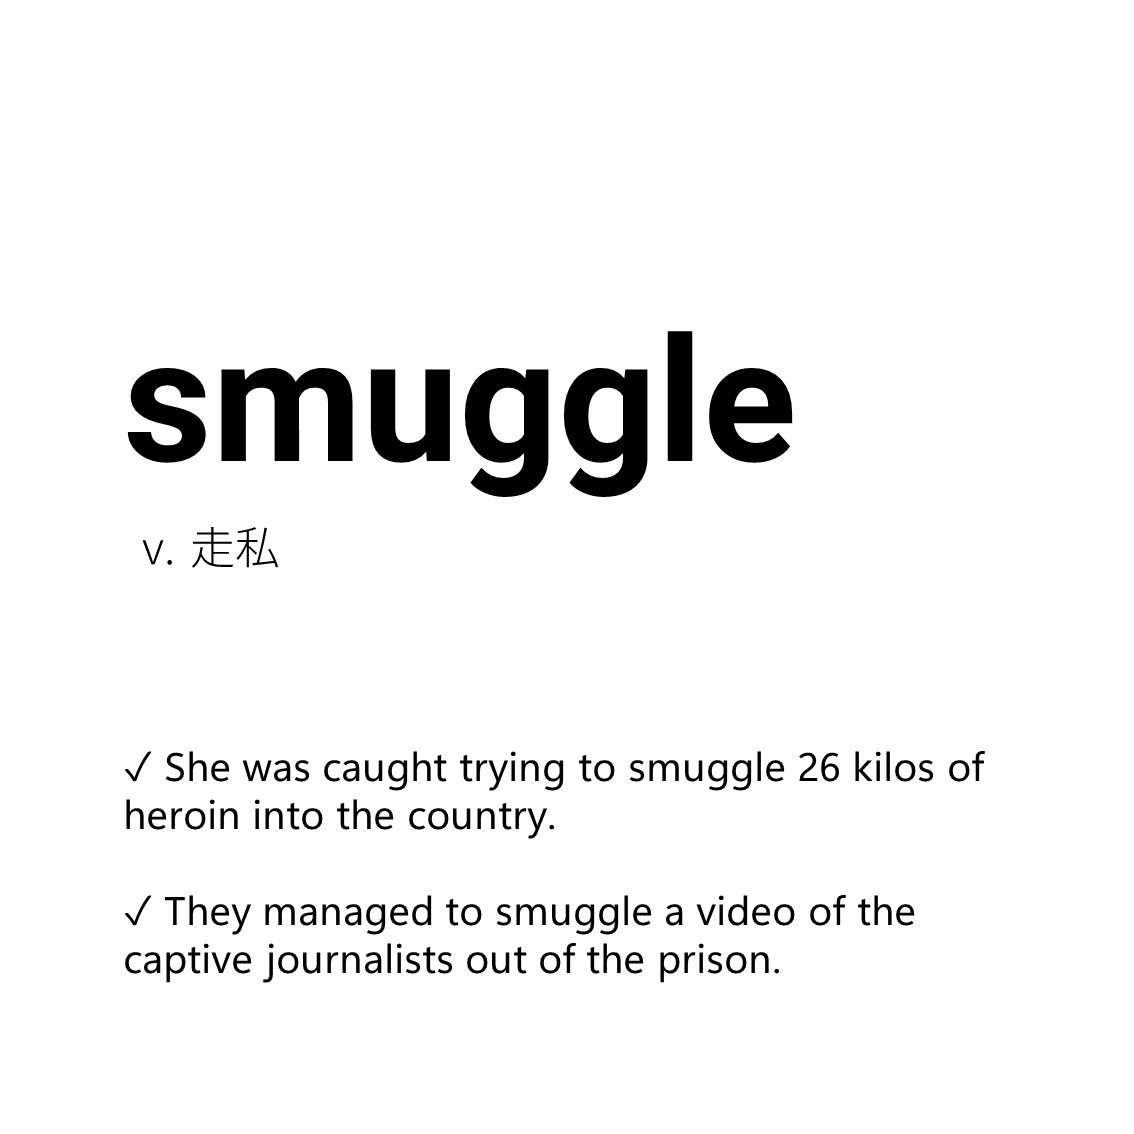 smuggle
v. 走私
✓ She was caught trying to smuggle 26 kilos of
heroin into the country.
✓ They managed to smuggle a video of the
captive journalists out of the prison.